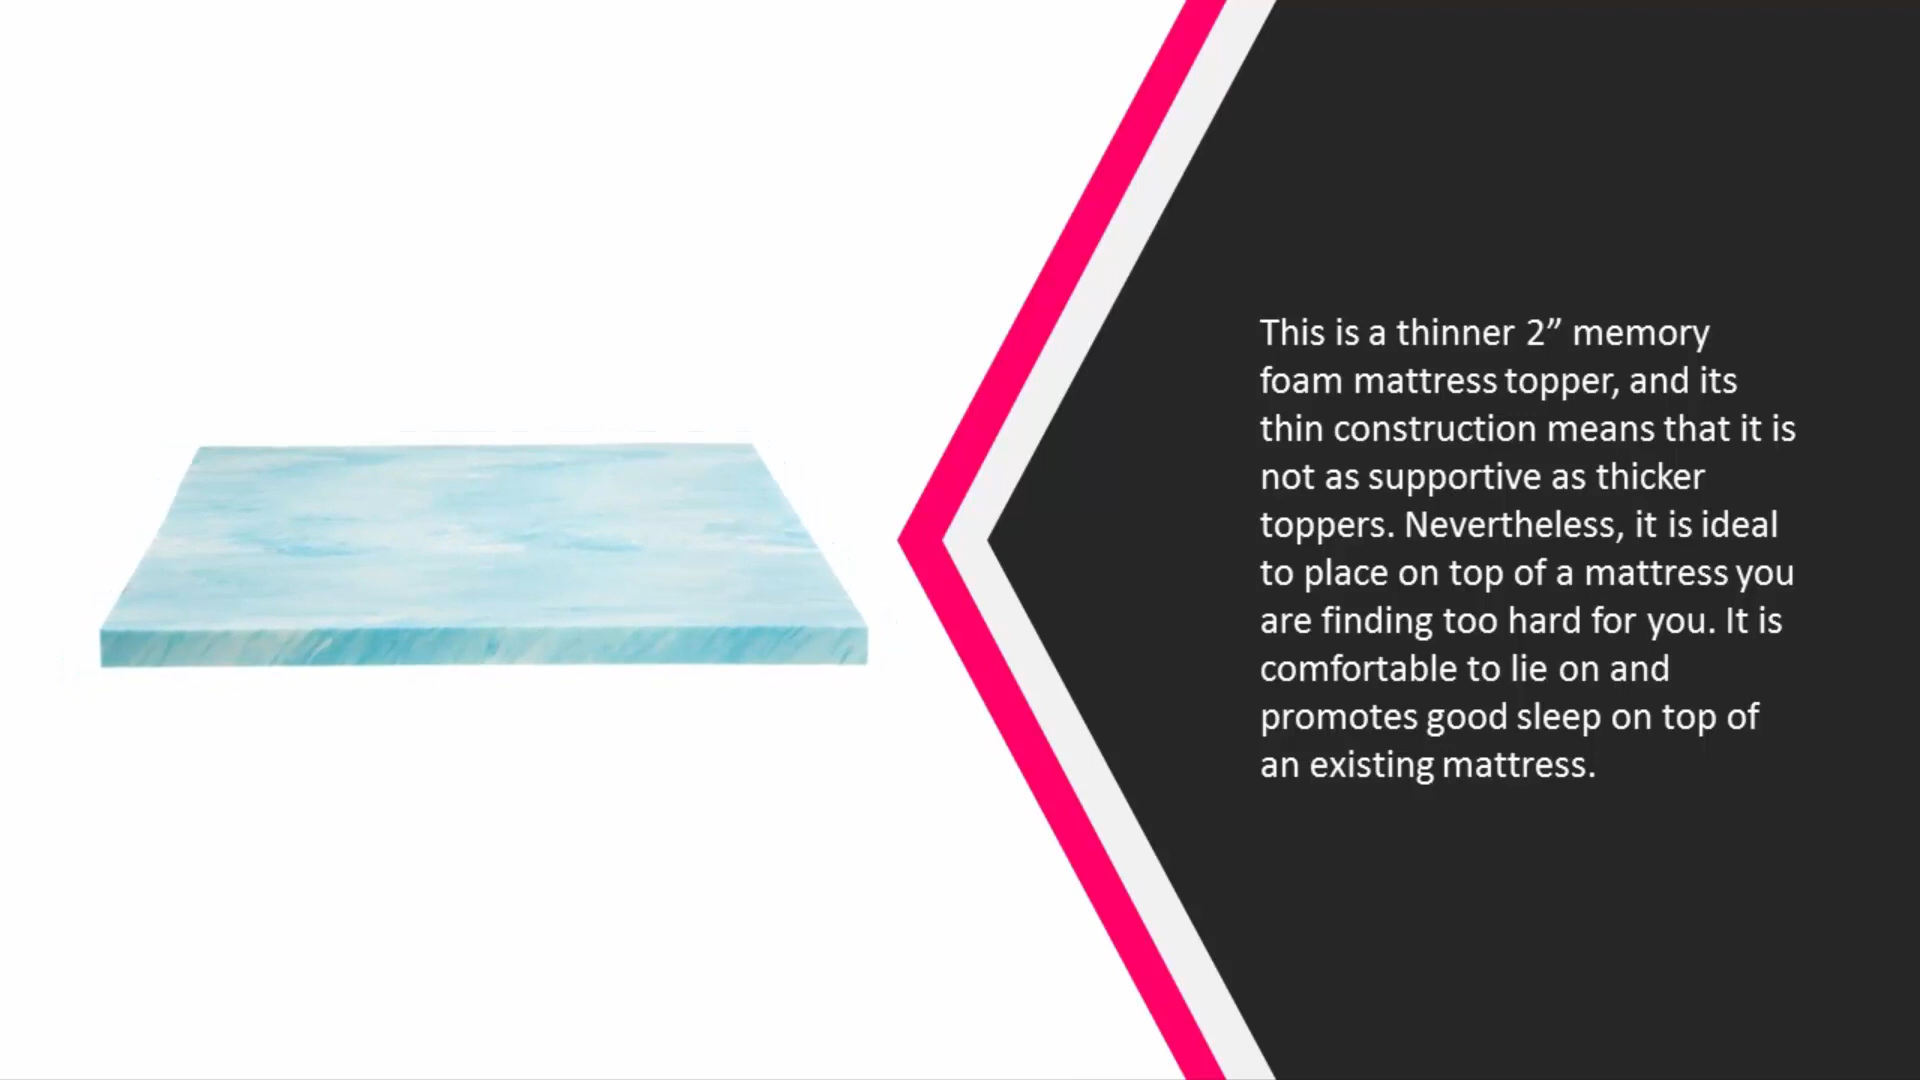 This is a thinner 2” memory
foam mattress topper, and its
thin construction means that it is
not as supportive as thicker
toppers. Nevertheless, it is ideal
to place on top of a mattress you
are finding too hard for you. It is
comfortable to lie on and
promotes good sleep on top of
an existing mattress.